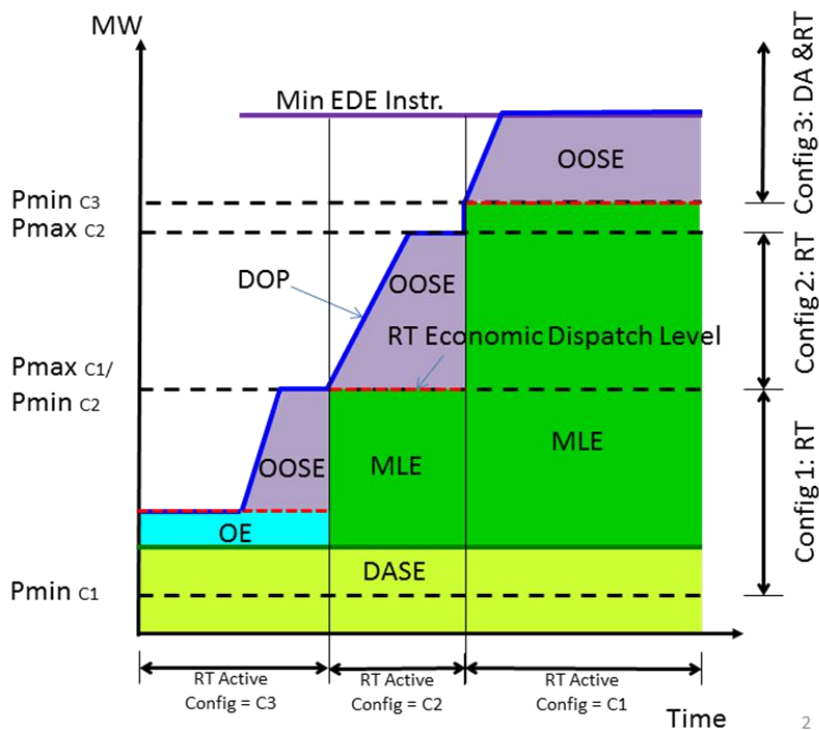 MW
Min EDE Instr.
OOSE
Pmin C3
Pmax C2
DOP
OOSE
RT Economic Dispatch Level
Pmax C1/
Pmin C2
OOSE
MLE
MLE
OE
DASE
Pmin C1
Config 3: DA &RT
Config 2: RT
Config 1: RT
RT Active
Config = C3
RT Active
Config = C2
RT Active
Config = C1
Time
2